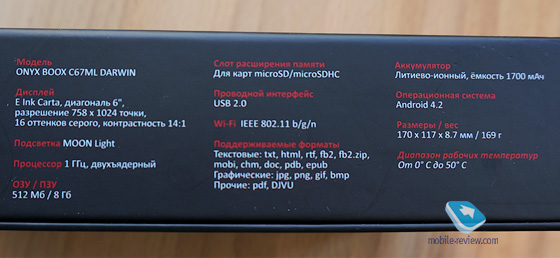 Модель
ONYX BOOX C67ML DARWIN
Дисплей
E Ink Carta, диагональ 6",
разрешение 758 x 1024 точки,
16 оттенков серого, контрастность 14:1
Подсветка MOON Light
Процессор 1 ГГц, двухъядерный
ОЗУ / ПЗУ
512 Мб / 8 Гб
Слот расширения памяти
Для карт microSD/microSDHC
Проводной интерфейс
USB 2.0
Wi-Fi IEEE 802.11 b/g/n
Поддерживаемые форматы
Текстовые: txt, html, rtf, fb2, fb2.zip,
mobi, chm, doc, pdb, epub
Графические: jpg, png, gif, bmp
Прочие: pdf, DJVU
Аккумулятор
Литиево-ионный, ёмкость 1700 мАч
Операционная система
Android 4.2
Размеры / вес
170 x 117 x 8.7 мм / 169 г
Диапазон рабочих температур
От 0° C до 50° C
mobile-review.com